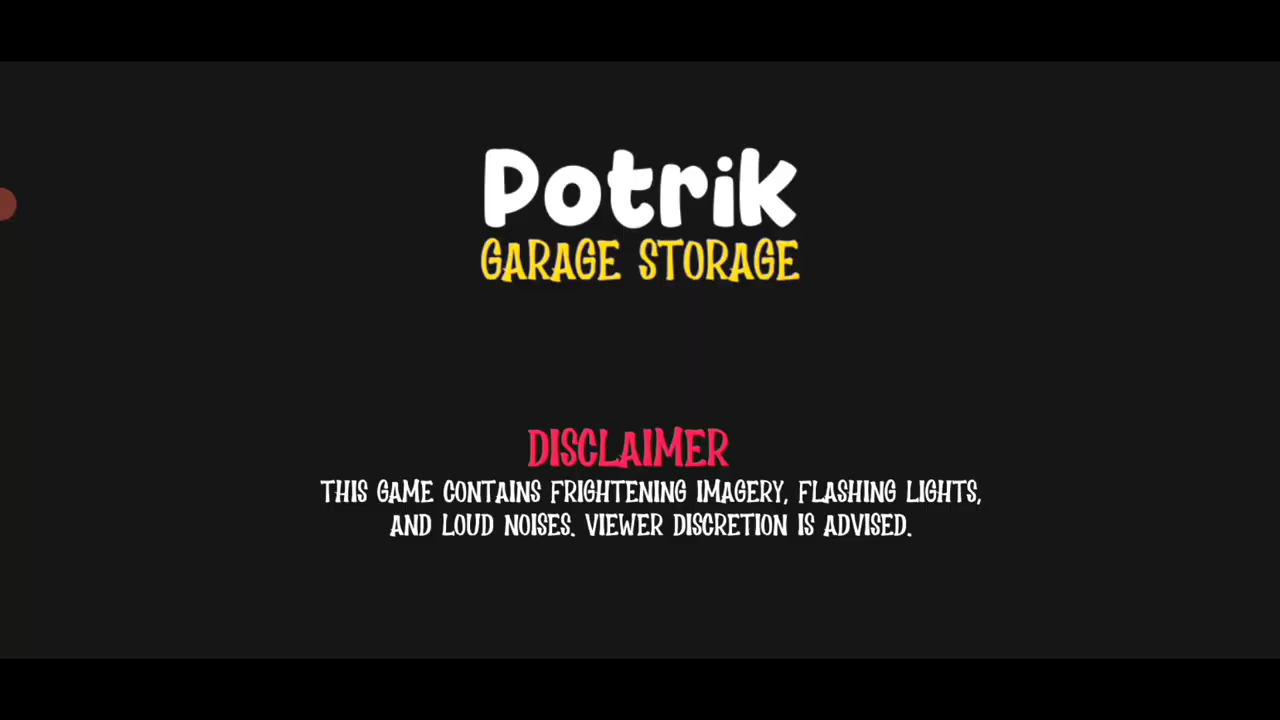 Potrik
GARAGE STORAGE
DISCLAIMER
THIS GAME CONTAINS FRIGHTENING IMAGERY, FLASHING LIGHTS,
AND LOUD NOISES. VIEWER DISCRETION IS ADVISED.